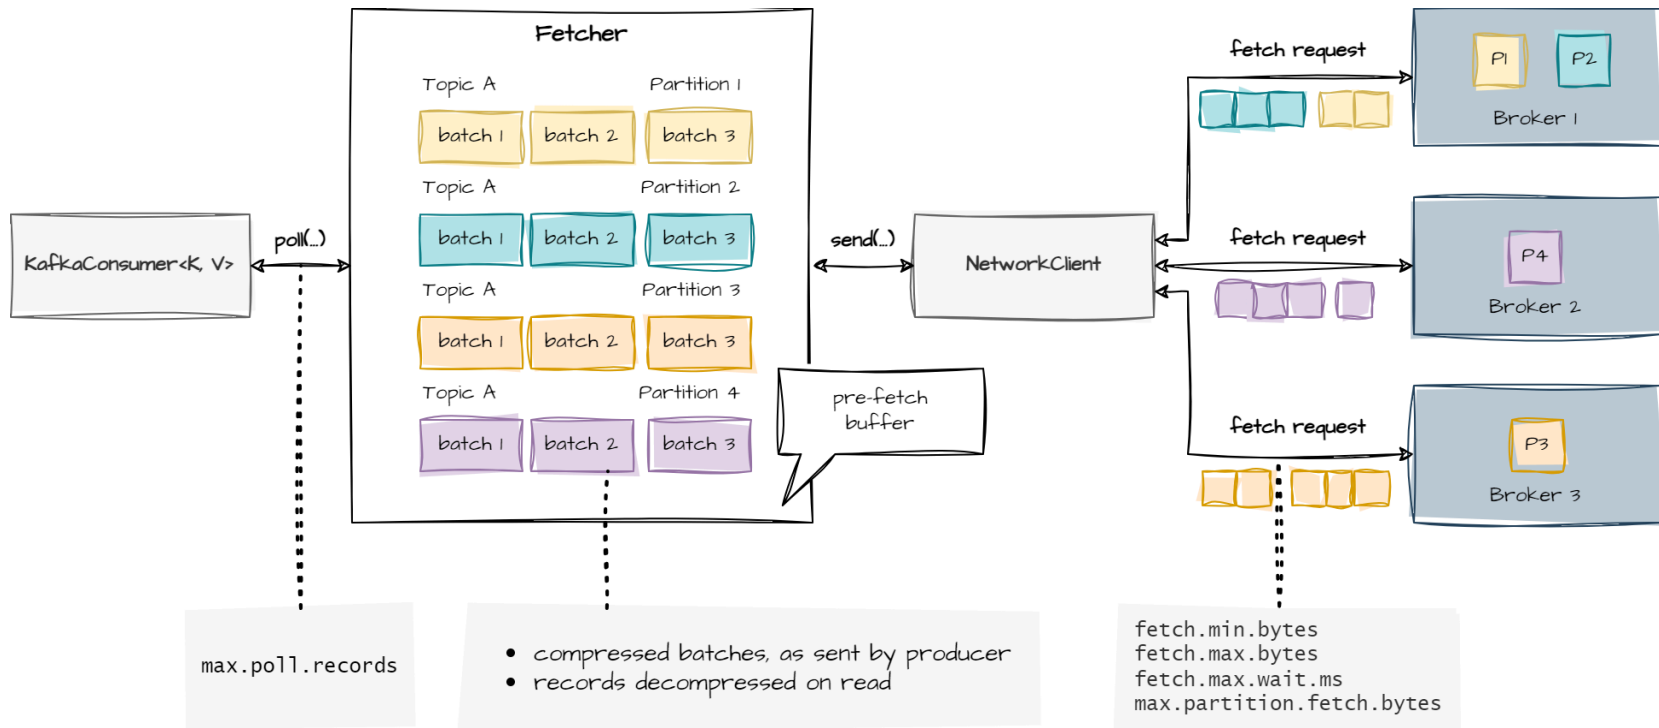 Fetcher
Topic A Partition 1
batch 1 batch 2 batch 3
Topic A Partition 2
batch 1 batch 2 batch 3
Topic A Partition 3
batch 1 batch 2 batch 3
Topic A Partition 4
batch 1 batch 2 batch 3
KafkaConsumer<K, V>
poll(...)
send(...)
NetworkClient
pre-fetch
buffer
fetch request
P1 P2
Broker 1
fetch request
P4
Broker 2
fetch request
P3
Broker 3
max.poll.records
• compressed batches, as sent by producer
• records decompressed on read
fetch.min.bytes
fetch.max.bytes
fetch.max.wait.ms
max.partition.fetch.bytes